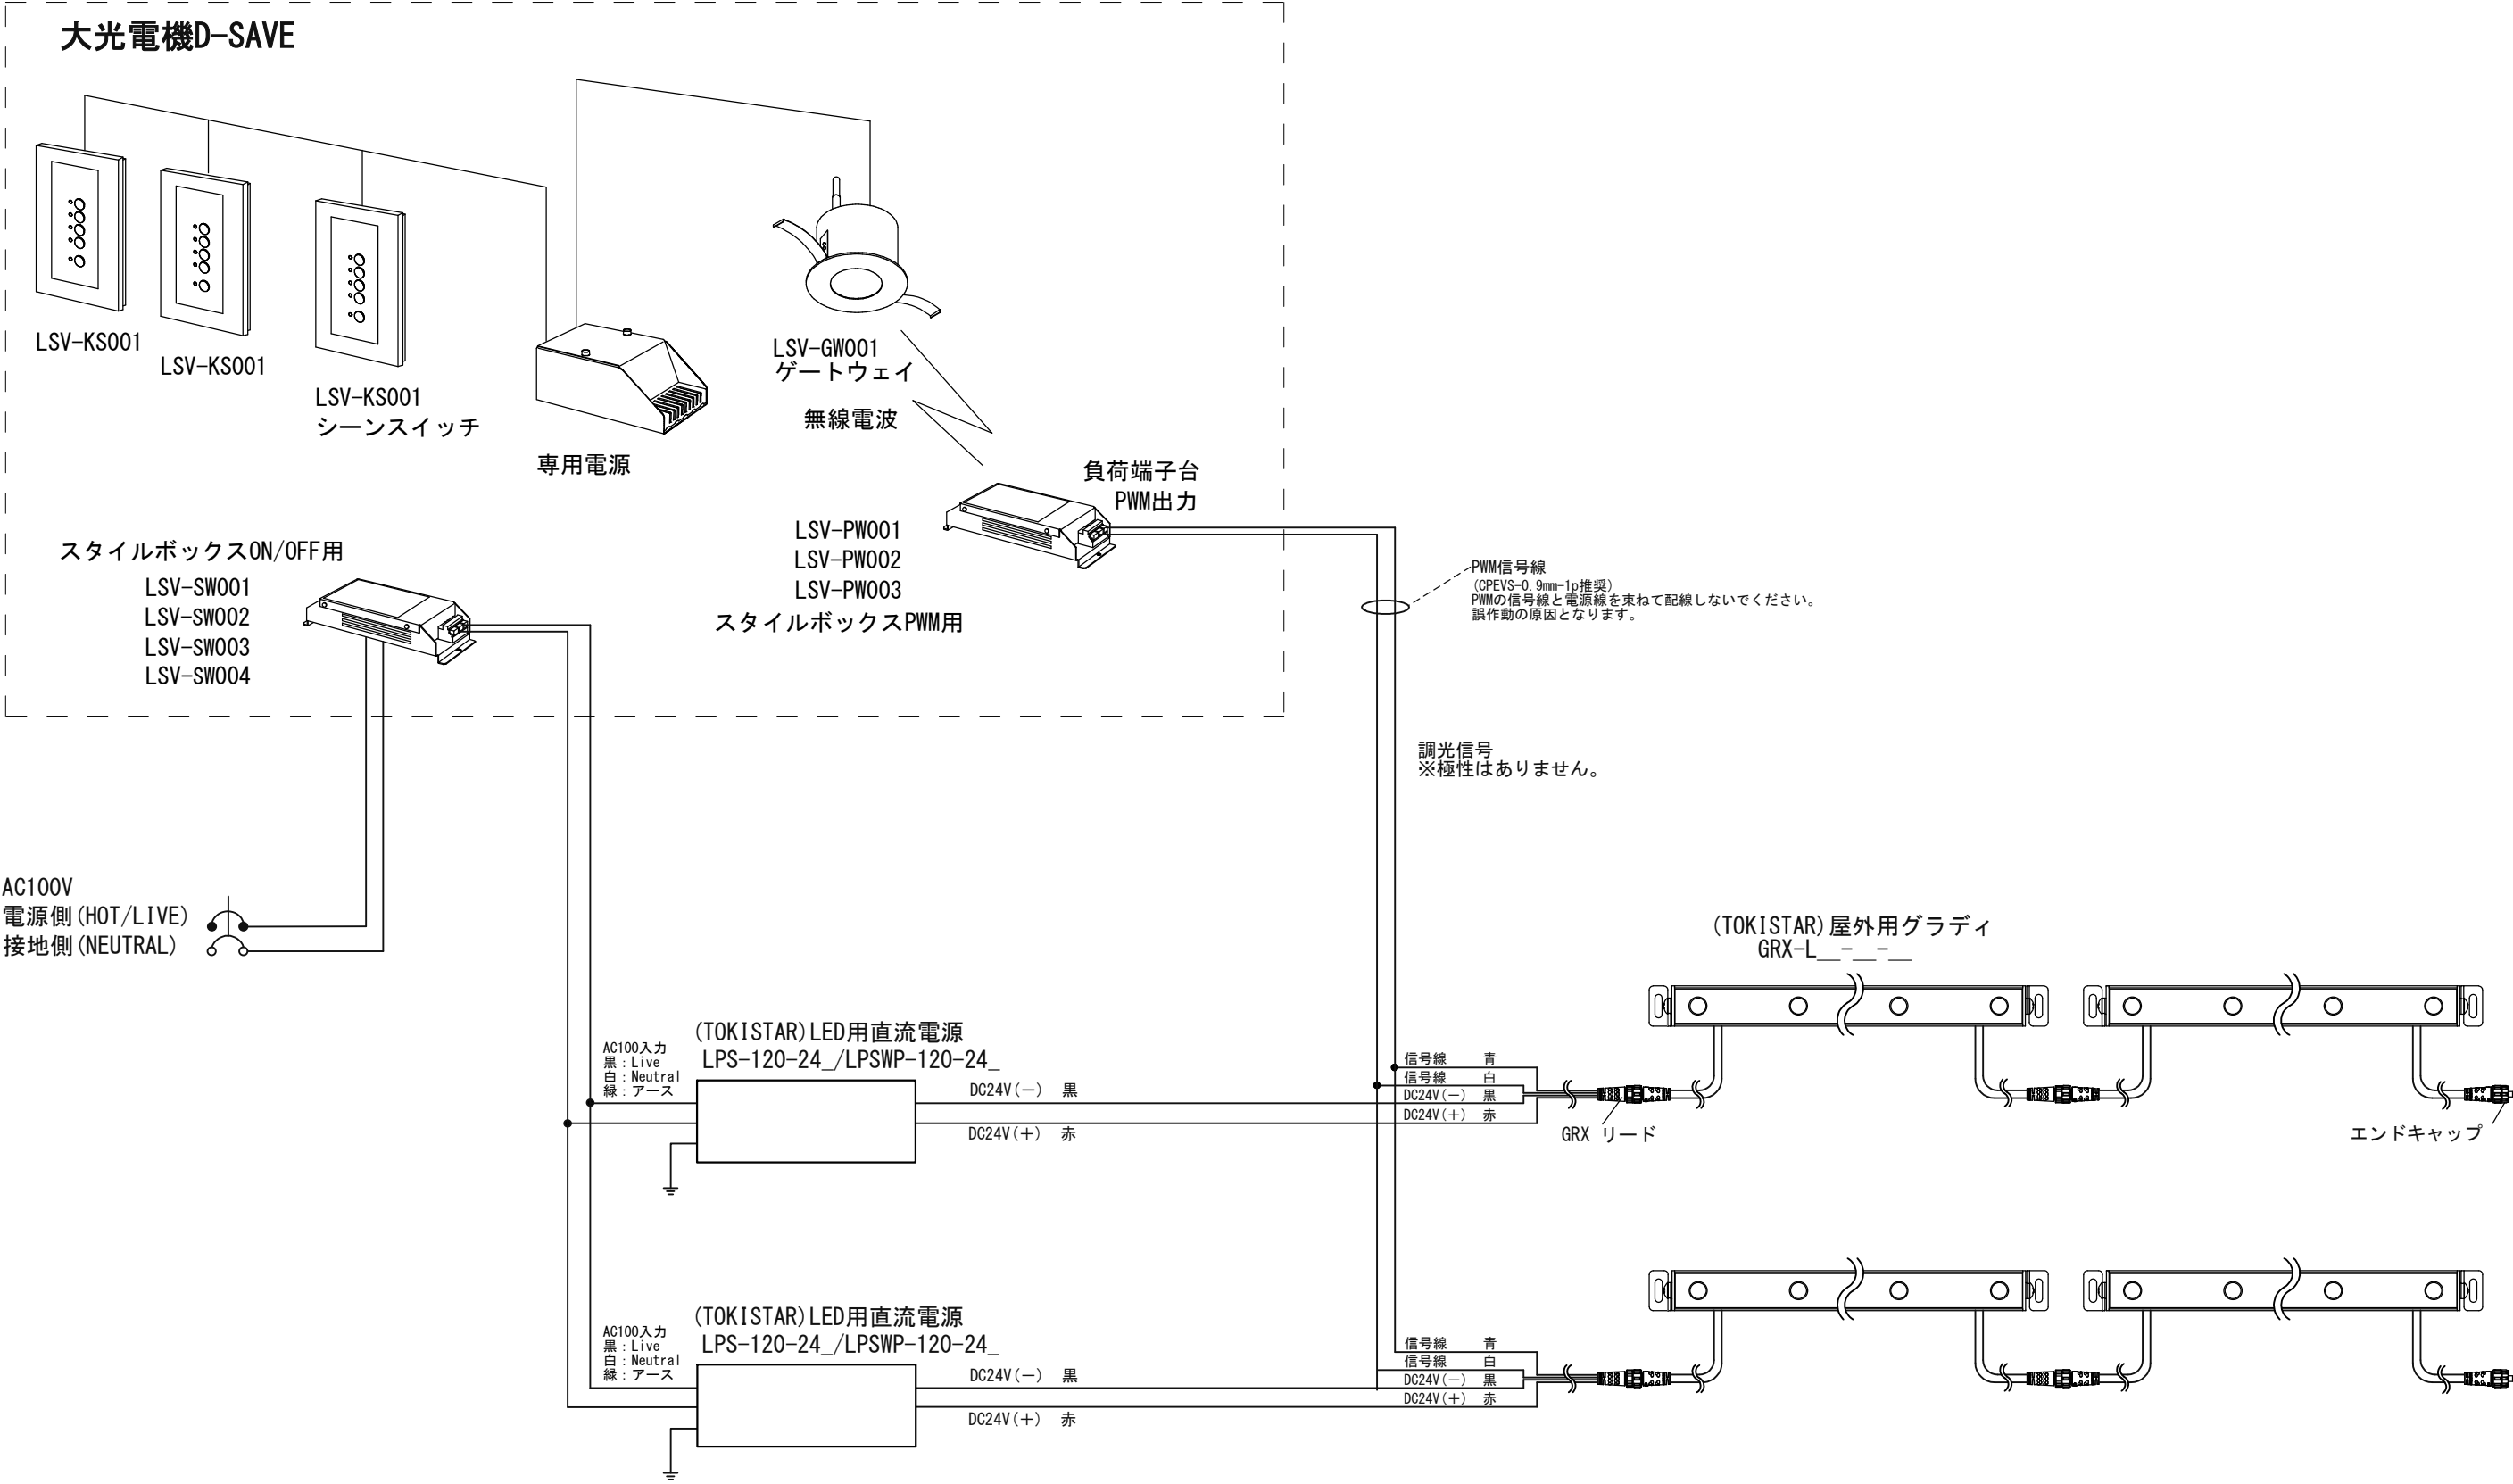 大光電機D-SAVE
LSV-KS001
LSV-KS001
LSV-KS001
シーンスイッチ
専用電源
LSV-GW001
ゲートウェイ
無線電波
負荷端子台
PWM出力
LSV-PW001
LSV-PW002
LSV-PW003
スタイルボックスPWM用
スタイルボックスON/OFF用
LSV-SW001
LSV-SW002
LSV-SW003
LSV-SW004
PWM信号線
(CPEVS-0.9mm-1p推奨)
PWMの信号線と電源線を束ねて配線しないでください。
誤作動の原因となります。
調光信号
※極性はありません。
AC100V
電源側(HOT/LIVE)
接地側(NEUTRAL)
(TOKISTAR)屋外用グラディ
GRX-L__-__-__
(TOKISTAR)LED用直流電源
LPS-120-24_/LPSWP-120-24_
AC100入力
黒:Live
白:Neutral
緑:アース
DC24V(-) 黒
DC24V(+) 赤
信号線 青
信号線 白
DC24V(-) 黒
DC24V(+) 赤
GRX リード
エンドキャップ
(TOKISTAR)LED用直流電源
LPS-120-24_/LPSWP-120-24_
AC100入力
黒:Live
白:Neutral
緑:アース
DC24V(-) 黒
DC24V(+) 赤
信号線 青
信号線 白
DC24V(-) 黒
DC24V(+) 赤